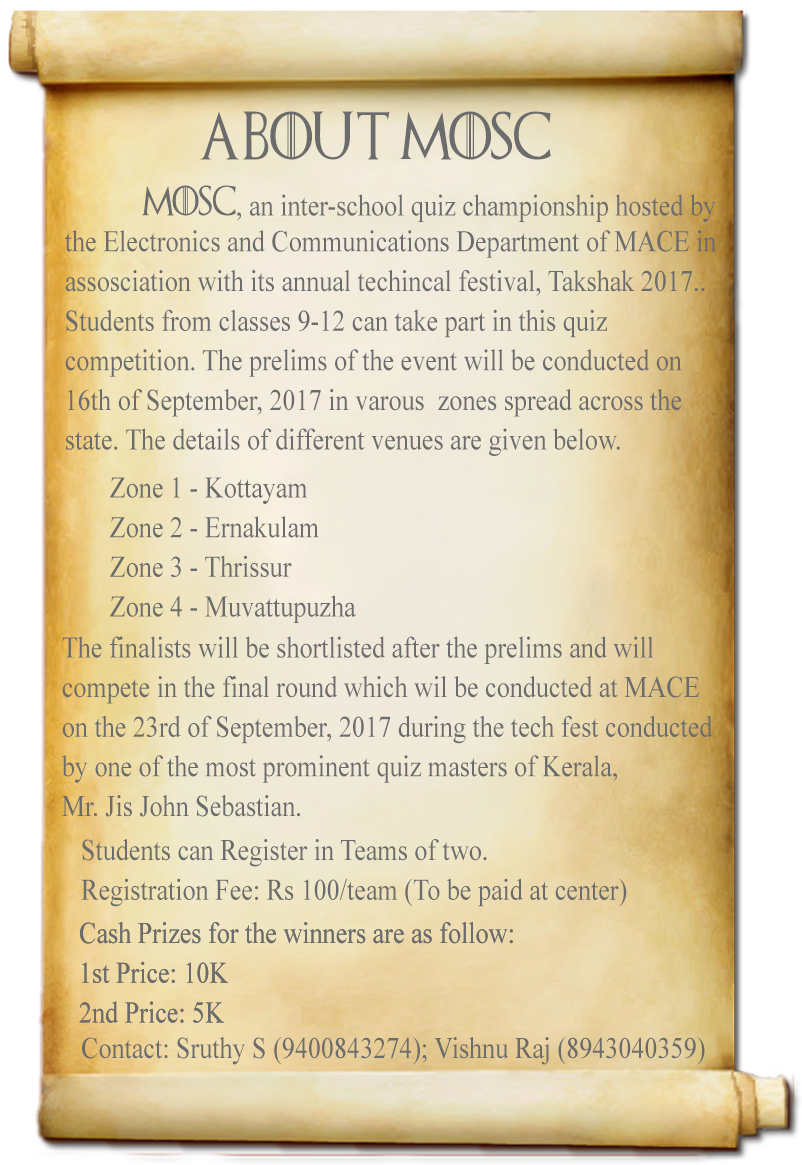 ABOUT MOSC
MOSC, an inter-school quiz championship hosted by
the Electronics and Communications Department of MACE in
assosciation with its annual techincal festival, Takshak 2017..
Students from classes 9-12 can take part in this quiz
competition. The prelims of the event will be conducted on
16th of September, 2017 in varous  zones spread across the
state. The details of different venues are given below.
Zone 1 - Kottayam
Zone 2 - Ernakulam
Zone 3 - Thrissur
Zone 4 - Muvattupuzha
The finalists will be shortlisted after the prelims and will
compete in the final round which wil be conducted at MACE
on the 23rd of September, 2017 during the tech fest conducted
by one of the most prominent quiz masters of Kerala,
Mr. Jis John Sebastian.
Students can Register in Teams of two.
Registration Fee: Rs 100/team (To be paid at center)
Cash Prizes for the winners are as follow:
1st Price: 10K
2nd Price: 5K
Contact: Sruthy S (9400843274); Vishnu Raj (8943040359)